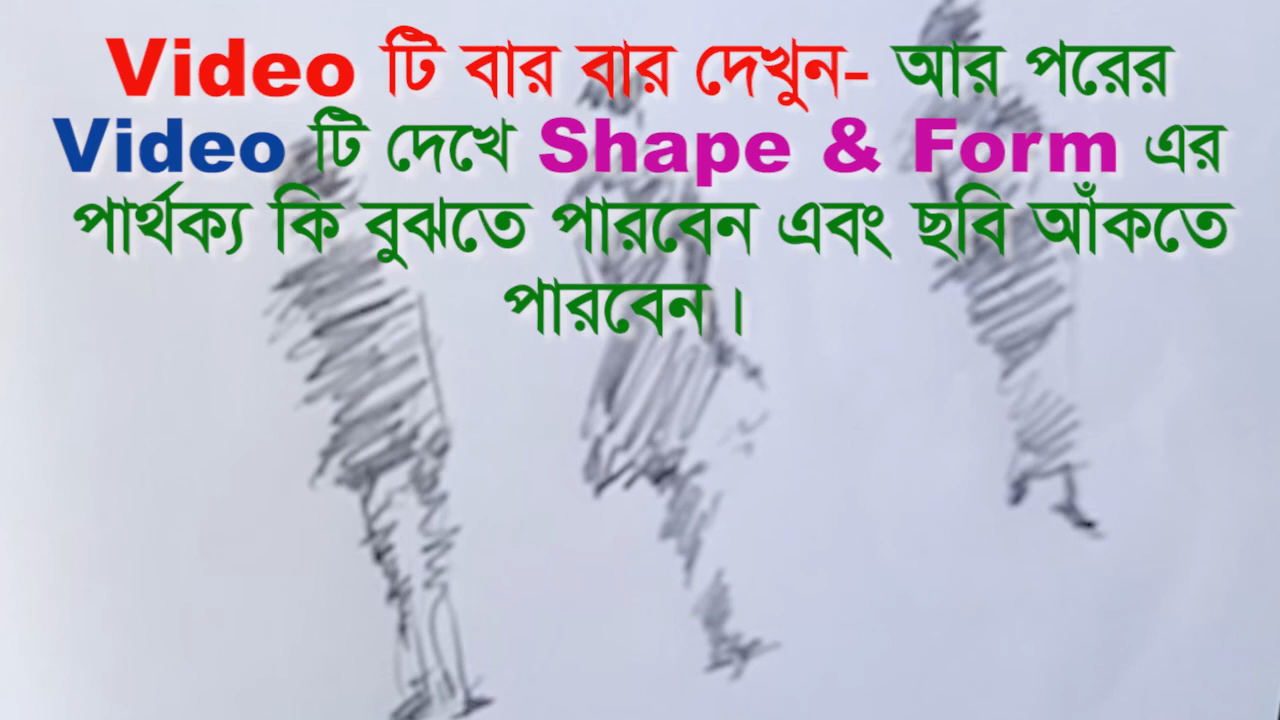 Video টি বার বার দেখুন- আর পরের
Video টি দেখে Shape & Form এর
পার্থক্য কি বুঝতে পারবেন এবং ছবি আঁকতে
পারবেন।